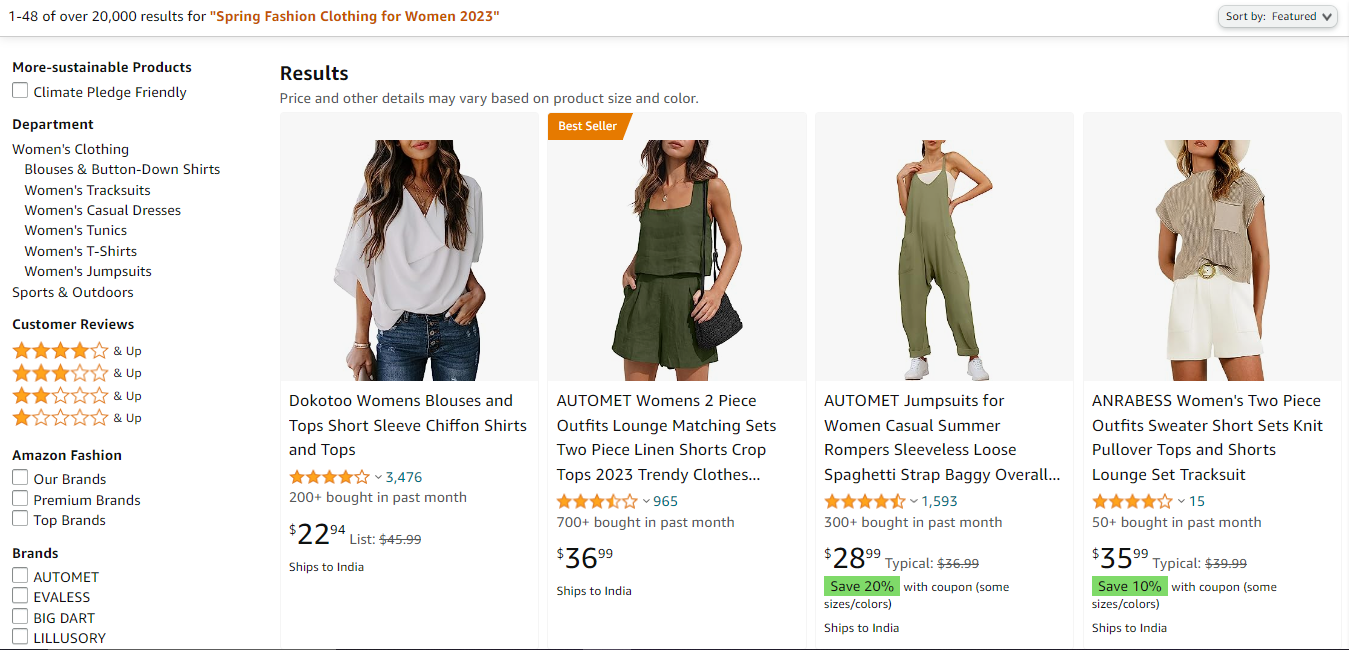 1-48 of over 20,000 results for "Spring Fashion Clothing for Women 2023"
Sort by: Featured
More-sustainable Products
Climate Pledge Friendly
Department
Women's Clothing
Blouses & Button-Down Shirts
Women's Tracksuits
Women's Casual Dresses
Women's Tunics
Women's T-Shirts
Women's Jumpsuits
Sports & Outdoors
Customer Reviews
& Up
& Up
& Up
& Up
Amazon Fashion
Our Brands
Premium Brands
Top Brands
Brands
AUTOMET
EVALESS
BIG DART
LILLUSORY
Results
Price and other details may vary based on product size and color.
Dokotoo Womens Blouses and
Tops Short Sleeve Chiffon Shirts
and Tops
3,476
200+ bought in past month
$2294 List: $45.99
Ships to India
Best Seller
AUTOMET Womens 2 Piece
Outfits Lounge Matching Sets
Two Piece Linen Shorts Crop
Tops 2023 Trendy Clothes...
965
700+ bought in past month
$3699
Ships to India
AUTOMET Jumpsuits for
Women Casual Summer
Rompers Sleeveless Loose
Spaghetti Strap Baggy Overall...
1,593
300+ bought in past month
$2899 Typical: $36.99
Save 20% with coupon (some
sizes/colors)
Ships to India
ANRABESS Women's Two Piece
Outfits Sweater Short Sets Knit
Pullover Tops and Shorts
Lounge Set Tracksuit
15
50+ bought in past month
$3599 Typical: $39.99
Save 10% with coupon (some
sizes/colors)
Ships to India